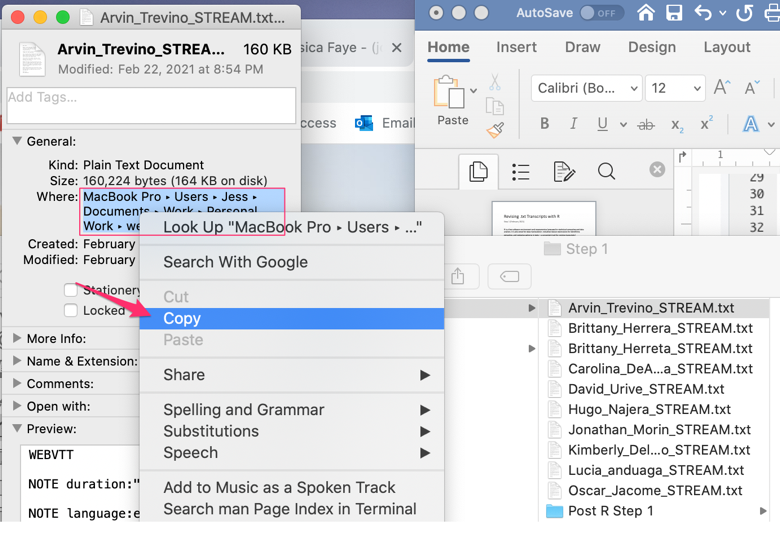 Arvin_Trevino_STREAM.txt...
Arvin_Trevino_STREA... 160 KB
Modified: Feb 22, 2021 at 8:54 PM
Add Tags...
General:
Kind: Plain Text Document
Size: 160,224 bytes (164 KB on disk)
Where: MacBook Pro ▸ Users ▸ Jess ▸
Documents ▸ Work ▸ Personal
Work ▸ we
Created: February
Modified: February
Stationery
Locked
More Info:
Name & Extension:
Comments:
Open with:
Preview:
WEBVTT
NOTE duration:"
NOTE language:e
sica Faye - (j
ccess
Email
Look Up "MacBook Pro ▸ Users ▸ ..."
Search With Google
Cut
Copy
Paste
Share
Spelling and Grammar
Substitutions
Speech
Add to Music as a Spoken Track
Search man Page Index in Terminal
AutoSave OFF
Home Insert Draw Design Layout
Paste
Calibri (Bo... 12 A A
B I U ab x₂ x² A
1
29
30
31
32
Revising .txt Transcripts with R
Step 1
Arvin_Trevino_STREAM.txt
Brittany_Herrera_STREAM.txt
Brittany_Herreta_STREAM.txt
Carolina_DeA...a_STREAM.txt
David_Urive_STREAM.txt
Hugo_Najera_STREAM.txt
Jonathan_Morin_STREAM.txt
Kimberly_Del...o_STREAM.txt
Lucia_anduaga_STREAM.txt
Oscar_Jacome_STREAM.txt
Post R Step 1